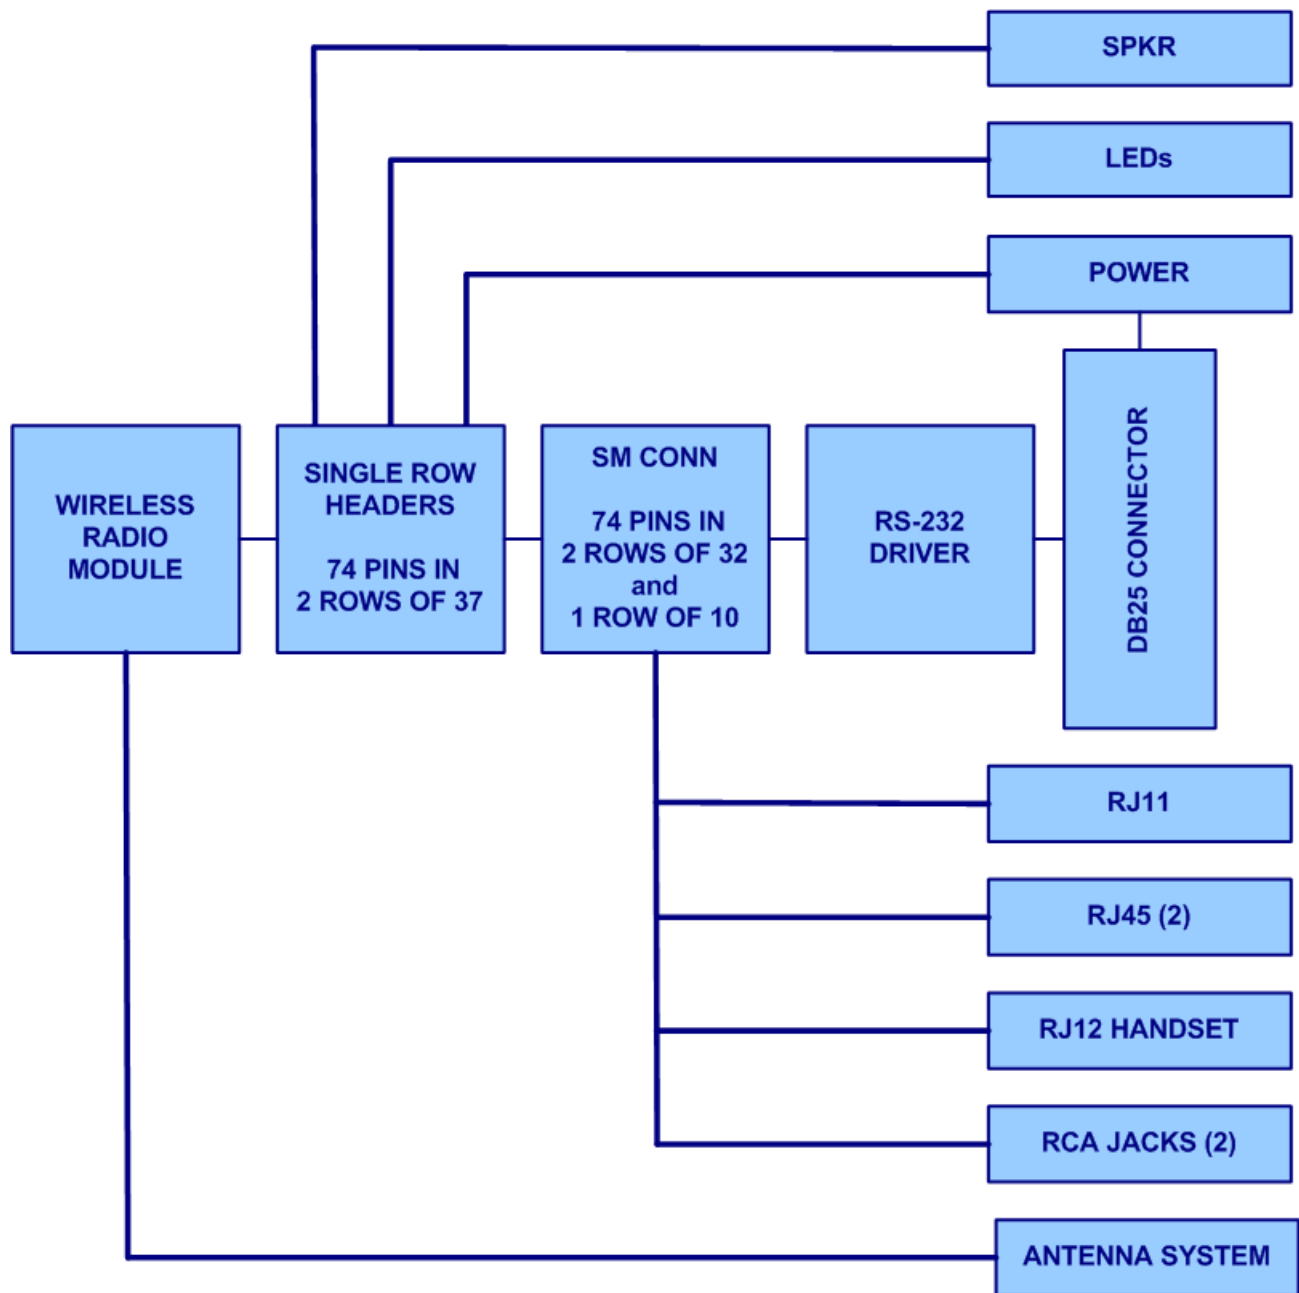 SPKR
LEDs
POWER
WIRELESS
RADIO
MODULE
SINGLE ROW
HEADERS
74 PINS IN
2 ROWS OF 37
SM CONN
74 PINS IN
2 ROWS OF 32
and
1 ROW OF 10
RS-232
DRIVER
DB25 CONNECTOR
RJ11
RJ45 (2)
RJ12 HANDSET
RCA JACKS (2)
ANTENNA SYSTEM